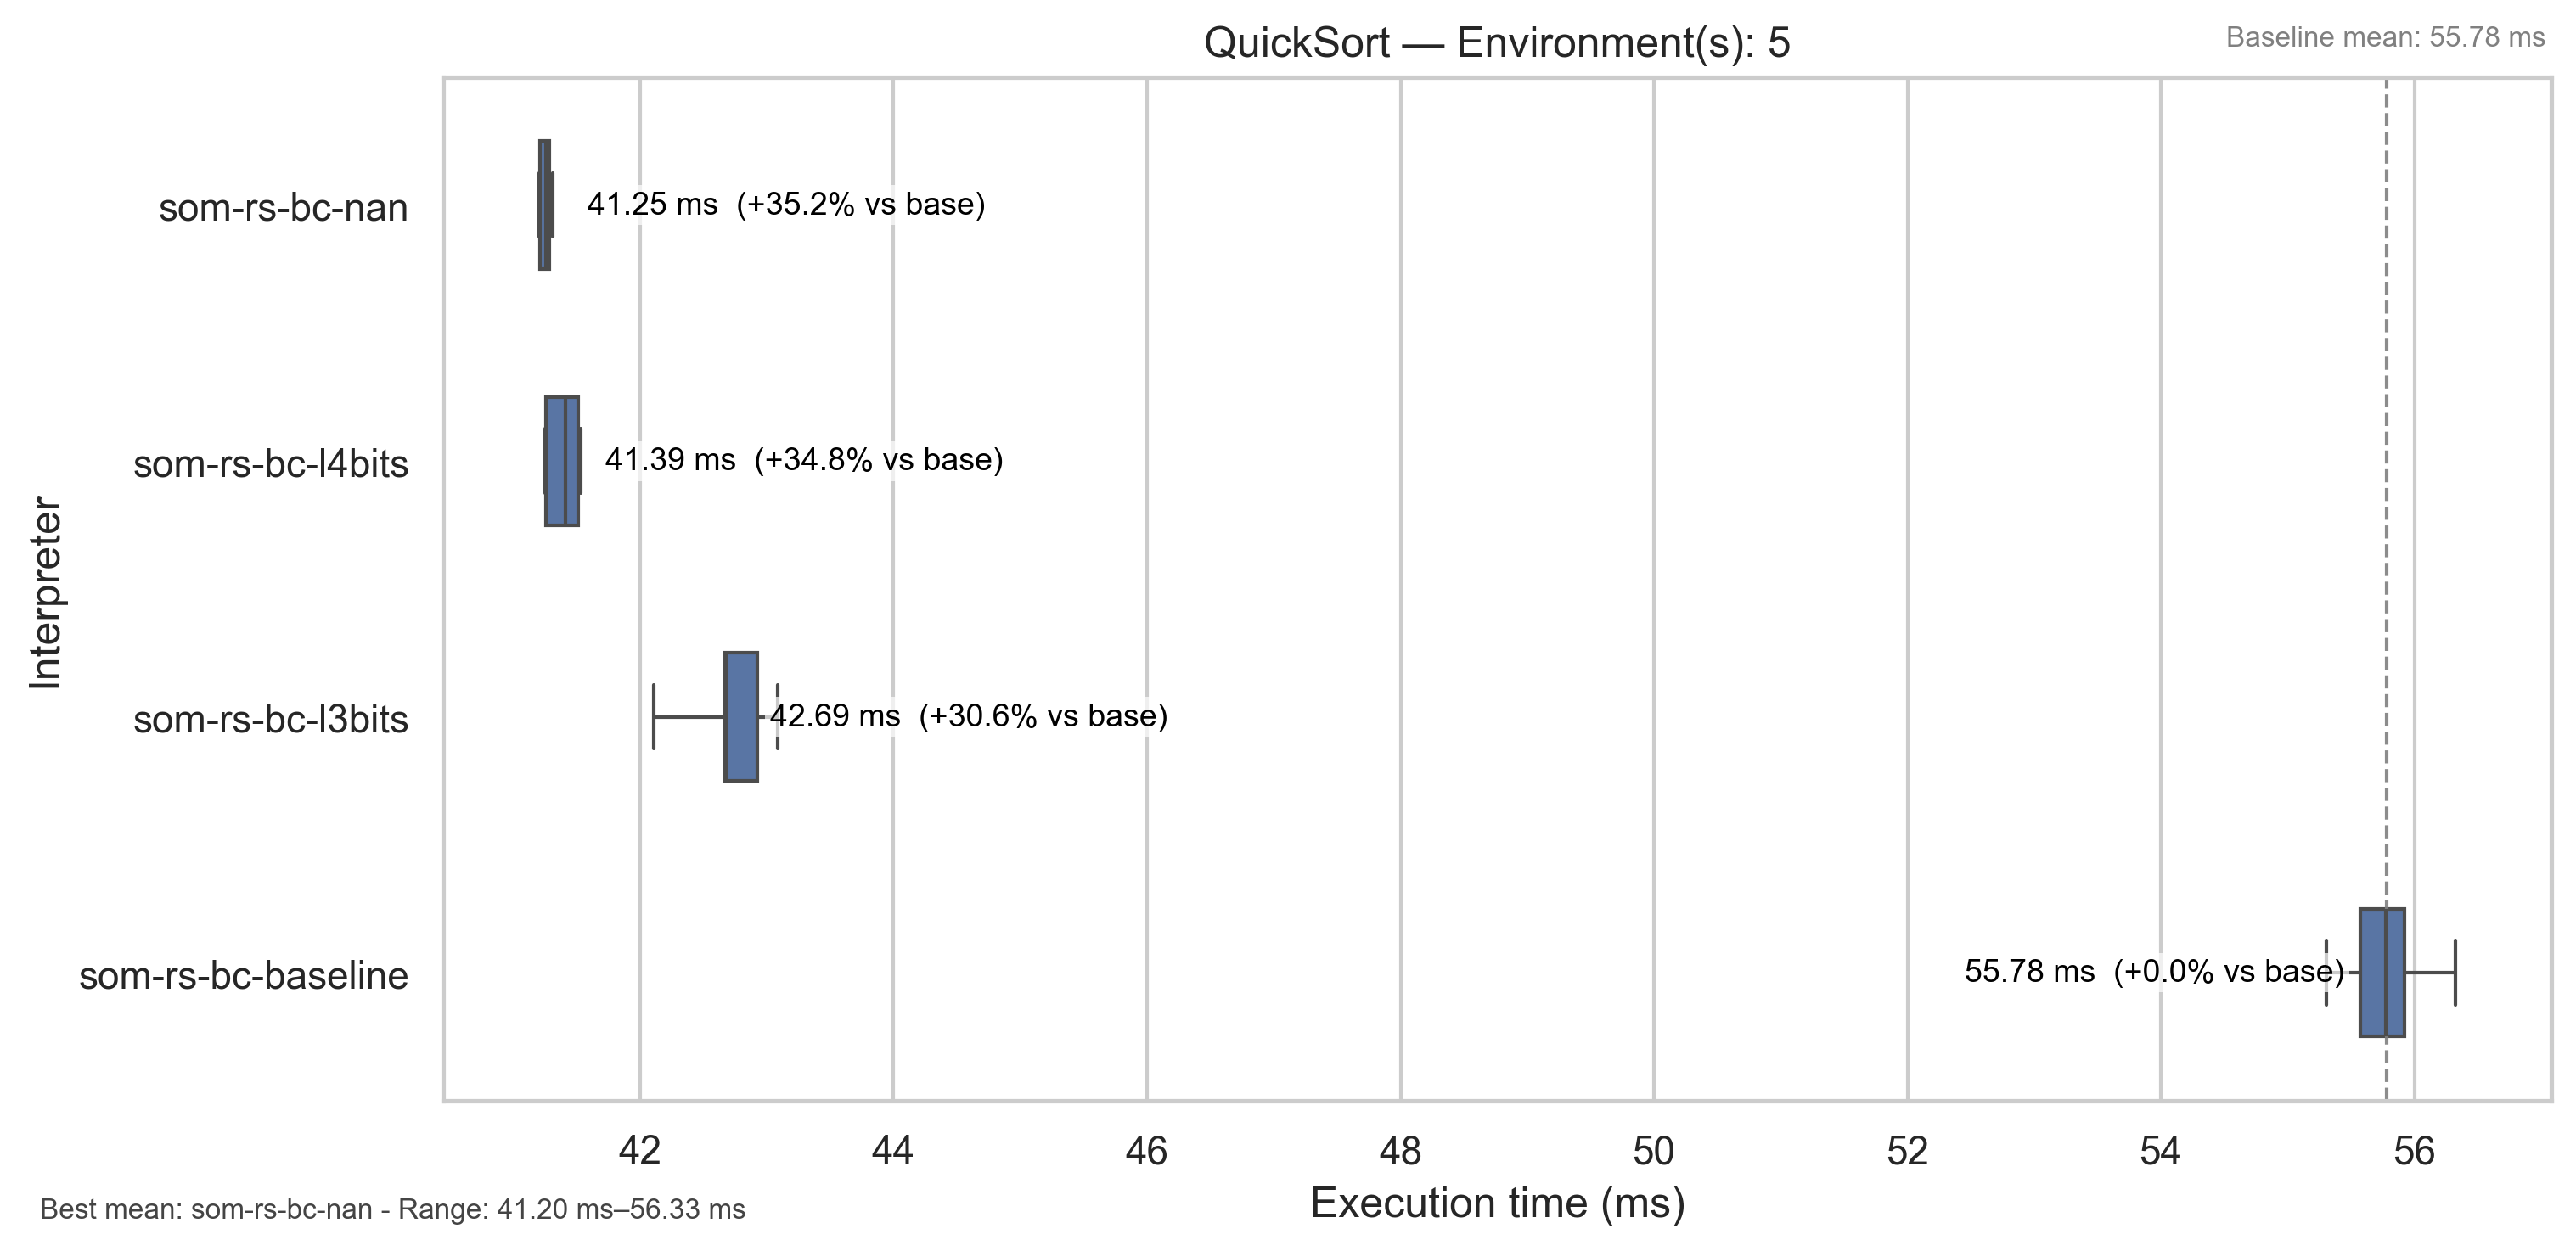 QuickSort — Environment(s): 5
Baseline mean: 55.78 ms
Interpreter
som-rs-bc-nan
41.25 ms (+35.2% vs base)
som-rs-bc-l4bits
41.39 ms (+34.8% vs base)
som-rs-bc-l3bits
42.69 ms (+30.6% vs base)
som-rs-bc-baseline
55.78 ms (+0.0% vs base)
42 44 46 48 50 52 54 56
Execution time (ms)
Best mean: som-rs-bc-nan - Range: 41.20 ms–56.33 ms